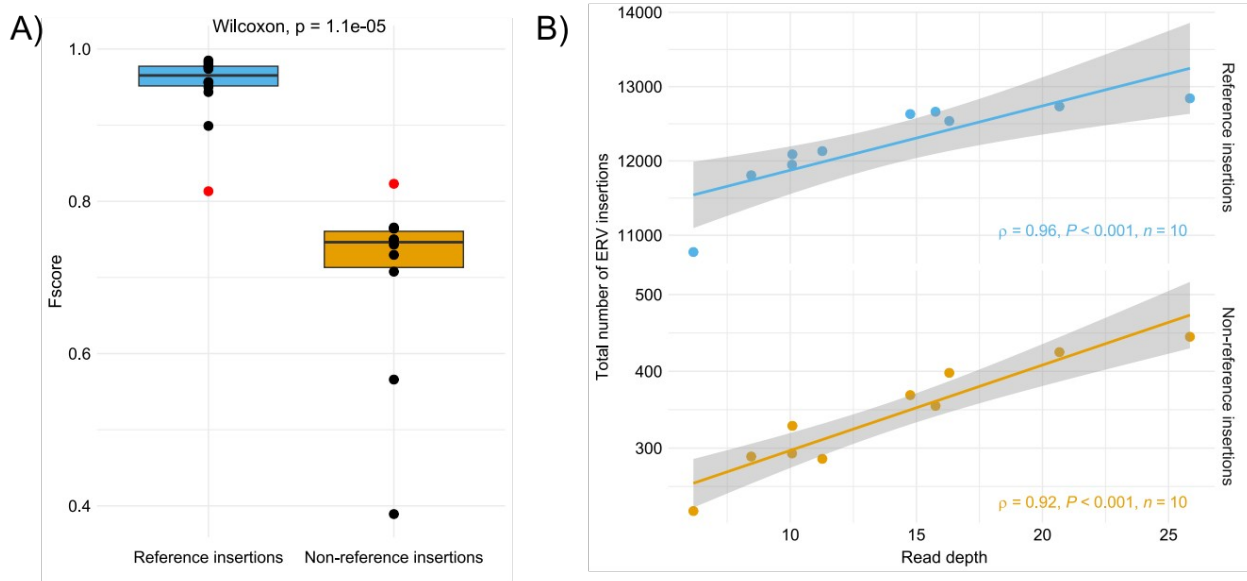 A)
Wilcoxon, p = 1.1e-05
1.0
0.8
0.6
0.4
Fscore
Reference insertions
Non-reference insertions
B)
14000
13000
12000
11000
ρ = 0.96, P < 0.001, n = 10
Reference insertions
Total number of ERV insertions
500
400
300
ρ = 0.92, P < 0.001, n = 10
Non-reference insertions
10
15
20
25
Read depth